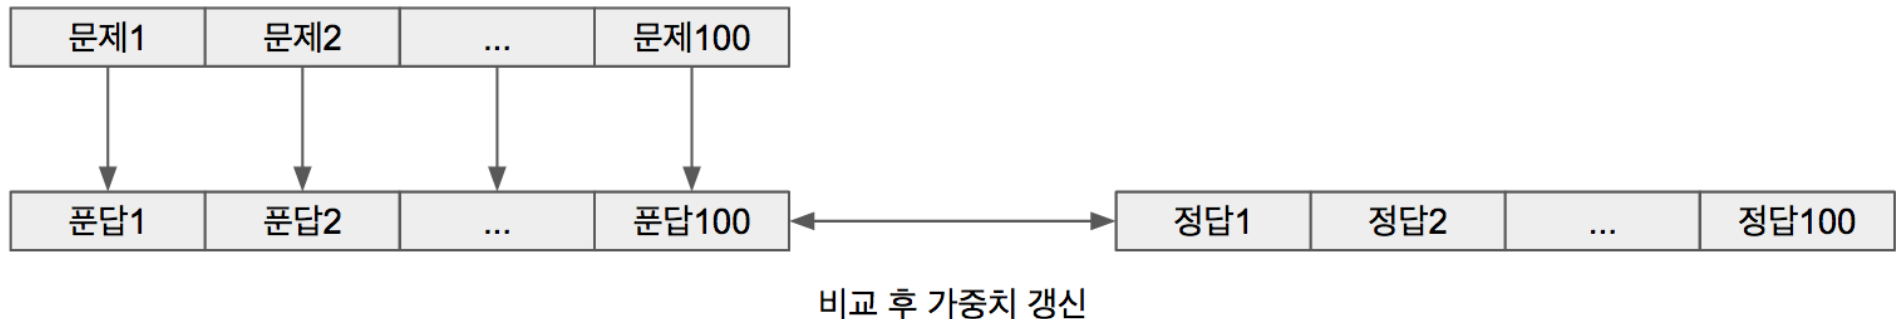 문제1 문제2 ... 문제100
푼답1 푼답2 ... 푼답100 정답1 정답2 ... 정답100
비교 후 가중치 갱신